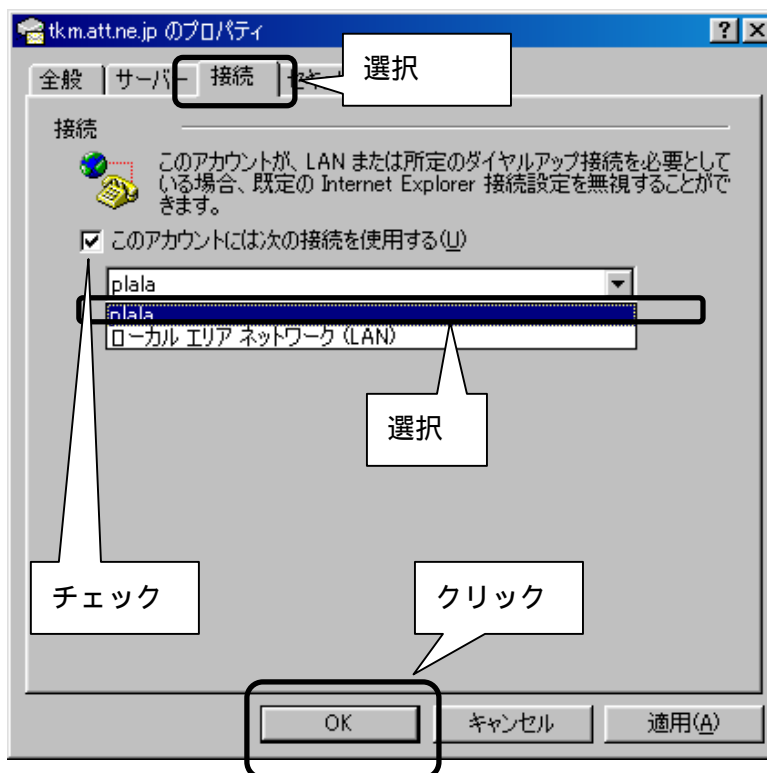 tkm.att.ne.jp のプロパティ
選択
全般 サーバー 接続
接続
このアカウントが、LAN または所定のダイヤルアップ接続を必要として
いる場合、既定の Internet Explorer 接続設定を無視することがで
きます。
このアカウントには次の接続を使用する(U)
plala
plala
ローカル エリア ネットワーク (LAN)
選択
チェック
クリック
OK キャンセル 適用(A)